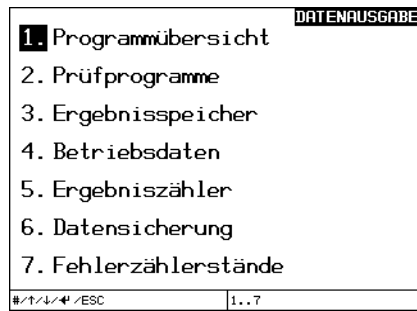 DATENAUSGABE
1. Programmübersicht
2. Prüfprogramme
3. Ergebnisspeicher
4. Betriebsdaten
5. Ergebniszähler
6. Datensicherung
7. Fehlerzählerstände
#/↑/↓/↵/ESC 1..7